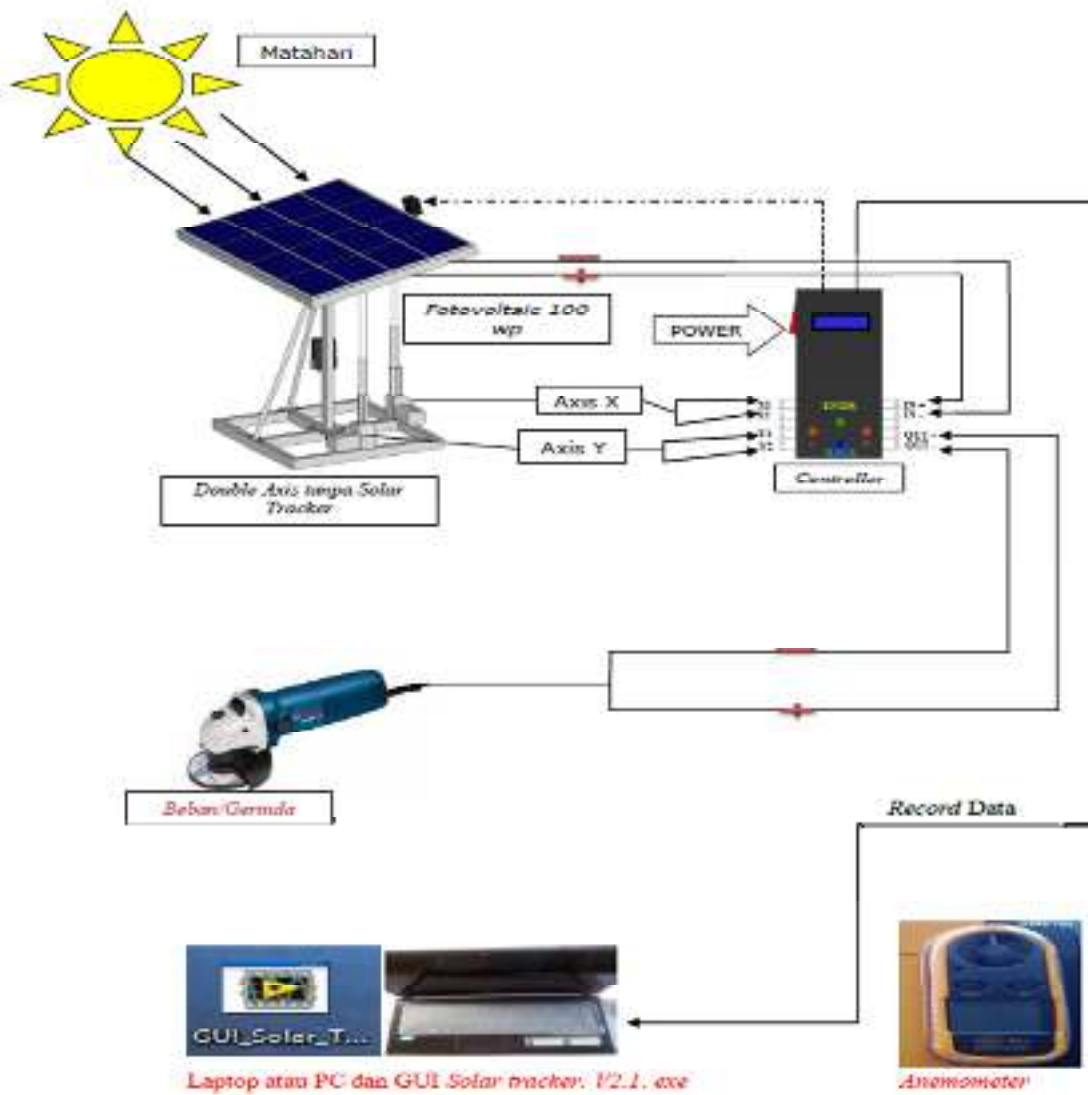 Matahari
Fotovoltaic 100
wp
POWER
Axis X
Axis Y
Controller
Double Axis tanpa Solar
Tracker
Beban/Gerinda
Record Data
GUI_Solar_T...
Laptop atau PC dan GUI Solar tracker. V2.1. exe
Anemometer